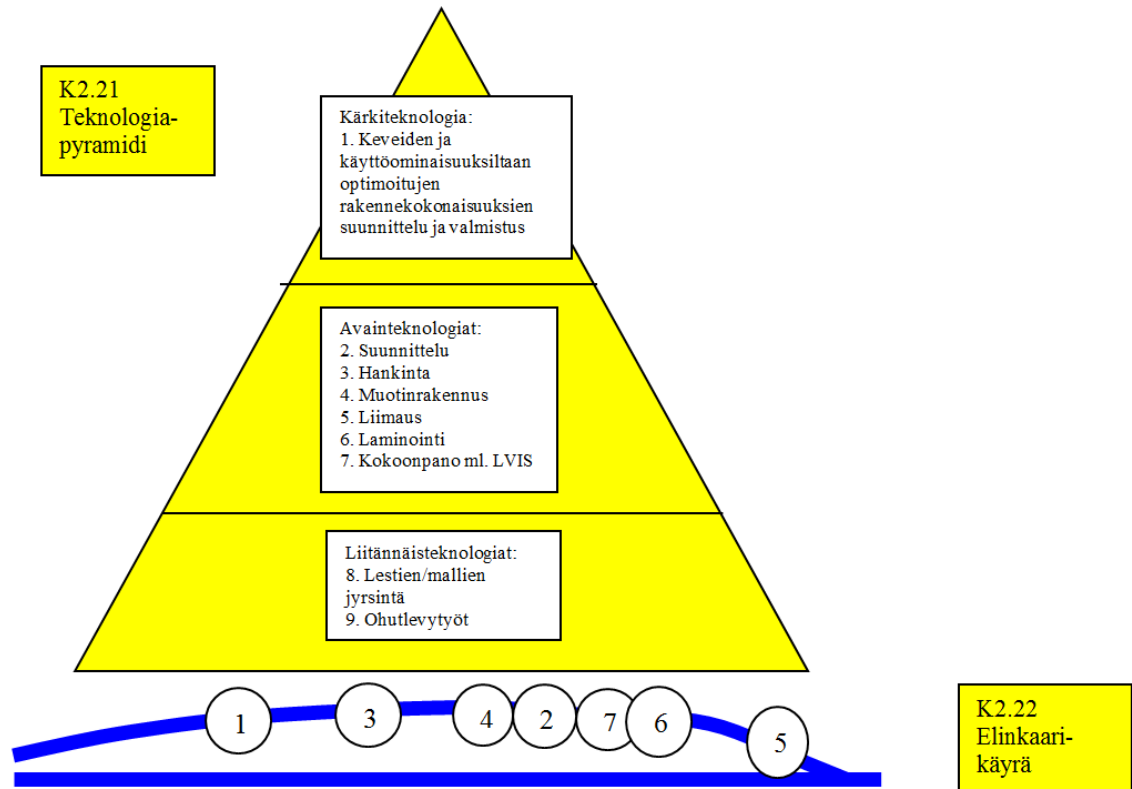 K2.21
Teknologia-
pyramidi
Kärkiteknologia:
1. Keveiden ja
käyttöominaisuuksiltaan
optimoitujen
rakennekokonaisuuksien
suunnittelu ja valmistus
Avainteknologiat:
2. Suunnittelu
3. Hankinta
4. Muotinrakennus
5. Liimaus
6. Laminointi
7. Kokoonpano ml. LVIS
Liitännäisteknologiat:
8. Lestien/mallien
jyrsintä
9. Ohutlevytyöt
1 3 4 2 7 6 5
K2.22
Elinkaari-
käyrä